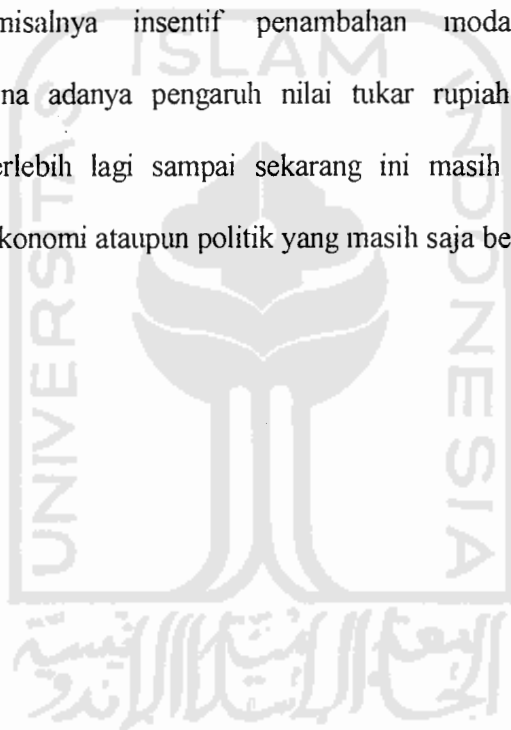 misalnya insentif penambahan moda
na adanya pengaruh nilai tukar rupiah
erlebih lagi sampai sekarang ini masih
konomi ataupun politik yang masih saja be
ISLAM
UNIVERSITAS
INDONESIA